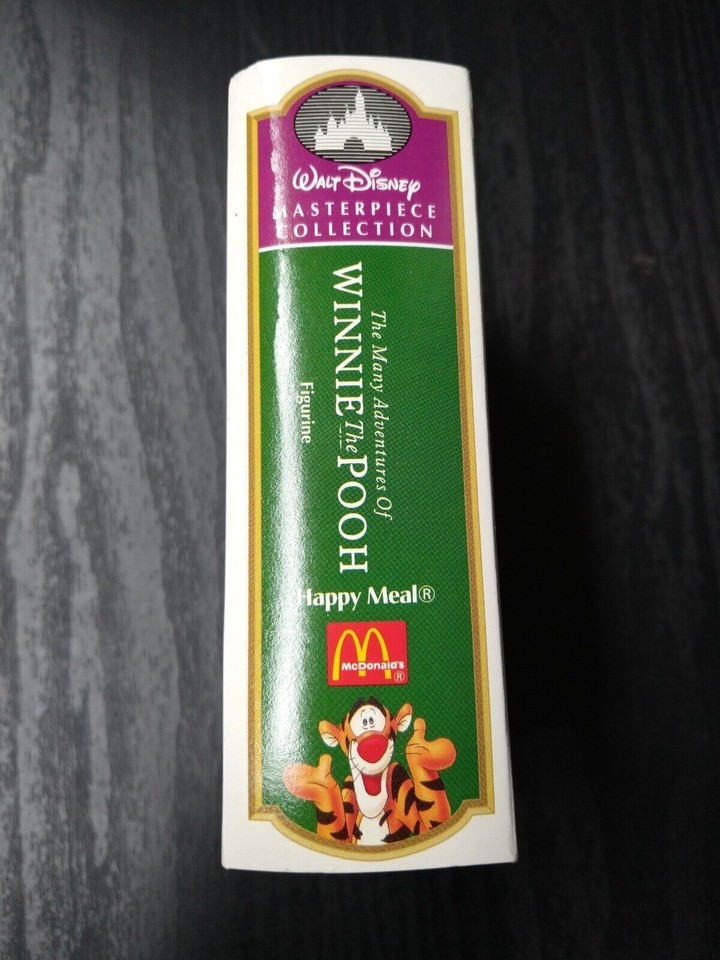 WALT DISNEY
MASTERPIECE
COLLECTION
The Many Adventures Of
WINNIE The POOH
Figurine
Happy Meal®
McDonald's
®